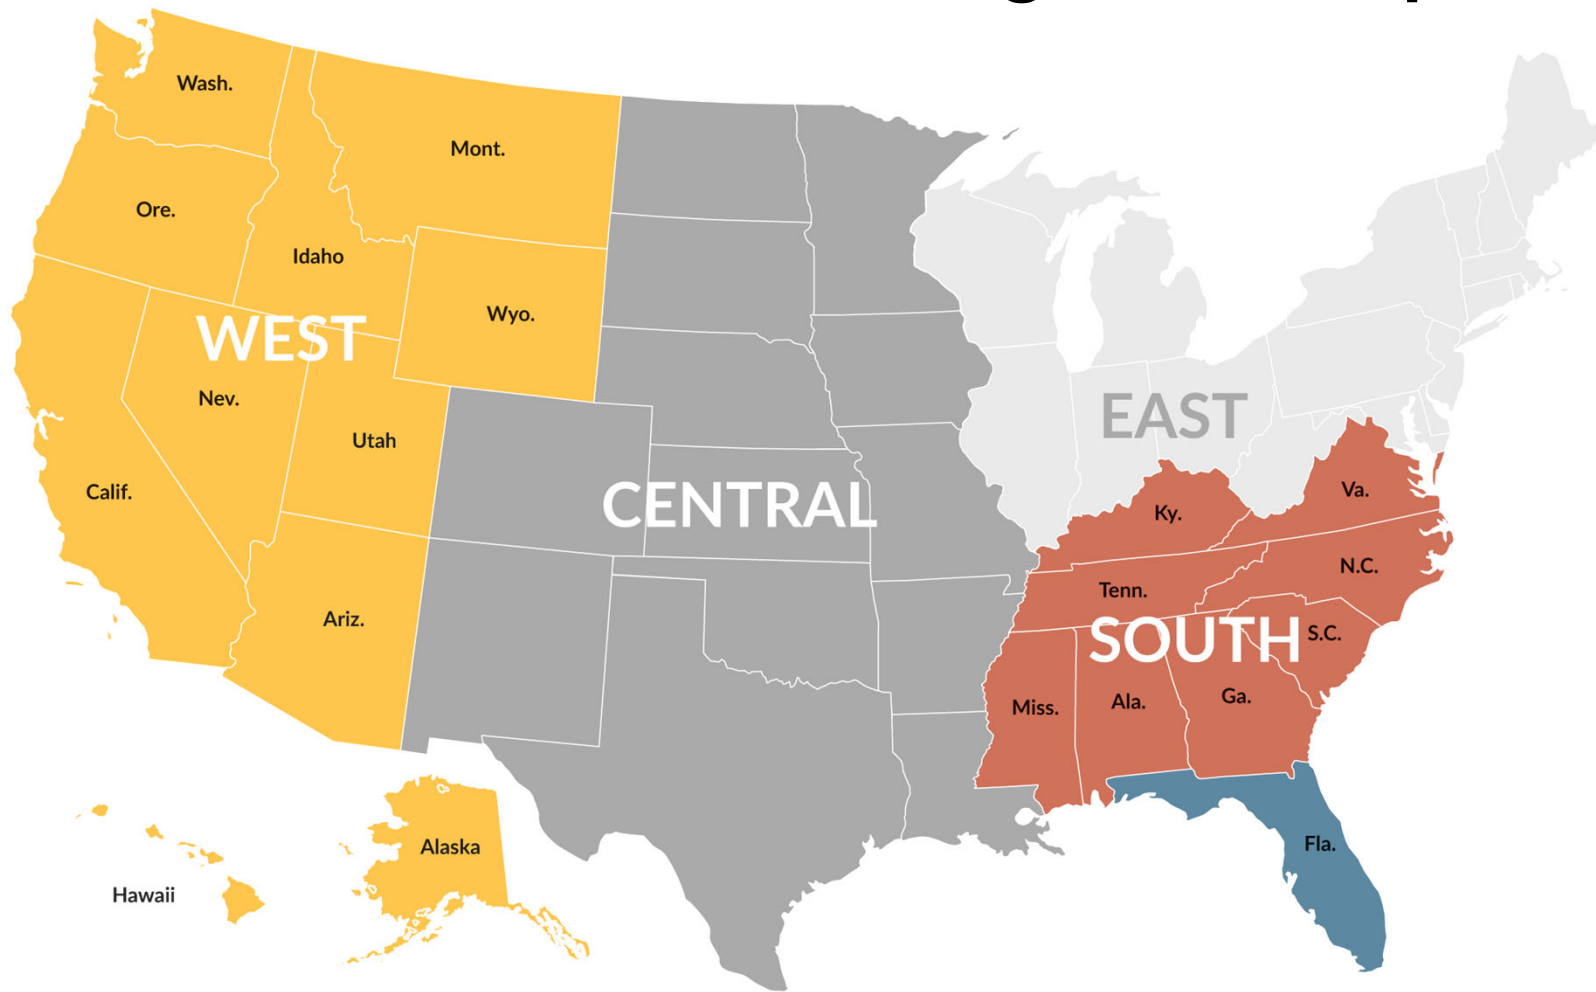 Wash.
Mont.
Ore.
Idaho
Wyo.
WEST
Nev.
Utah
EAST
Calif.
CENTRAL
Va.
Ky.
N.C.
Tenn.
Ariz.
SOUTH
S.C.
Miss.
Ala.
Ga.
Alaska
Fla.
Hawaii